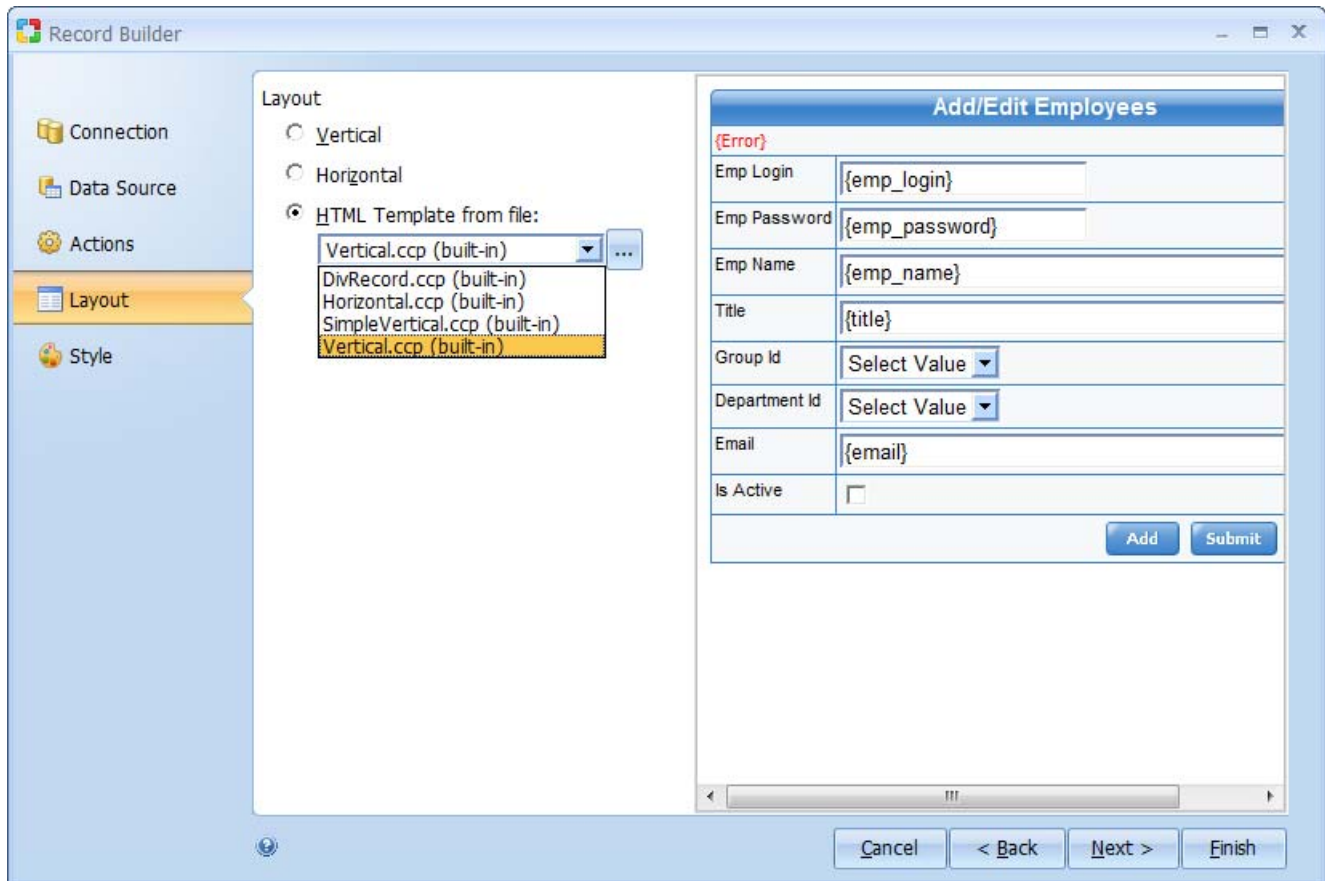 Record Builder
Connection
Data Source
Actions
Layout
Style
Layout
Vertical
Horizontal
HTML Template from file:
Vertical.ccp (built-in)
...
DivRecord.ccp (built-in)
Horizontal.ccp (built-in)
SimpleVertical.ccp (built-in)
Vertical.ccp (built-in)
Add/Edit Employees
{Error}
Emp Login {emp_login}
Emp Password {emp_password}
Emp Name {emp_name}
Title {title}
Group Id Select Value
Department Id Select Value
Email {email}
Is Active
Add Submit
Cancel < Back Next > Finish